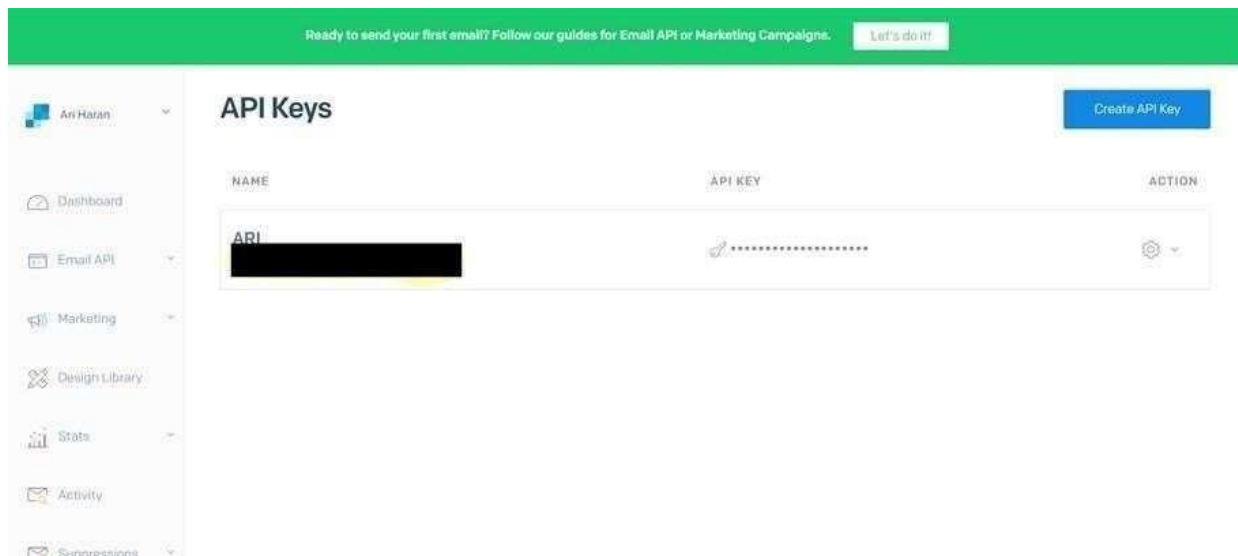 Ready to send your first email? Follow our guides for Email API or Marketing Campaigns. Let's do it!
Ari Haran
API Keys
Create API Key
NAME API KEY ACTION
ARI ••••••••••••••••••••
Dashboard
Email API
Marketing
Design Library
Stats
Activity
Suppressions